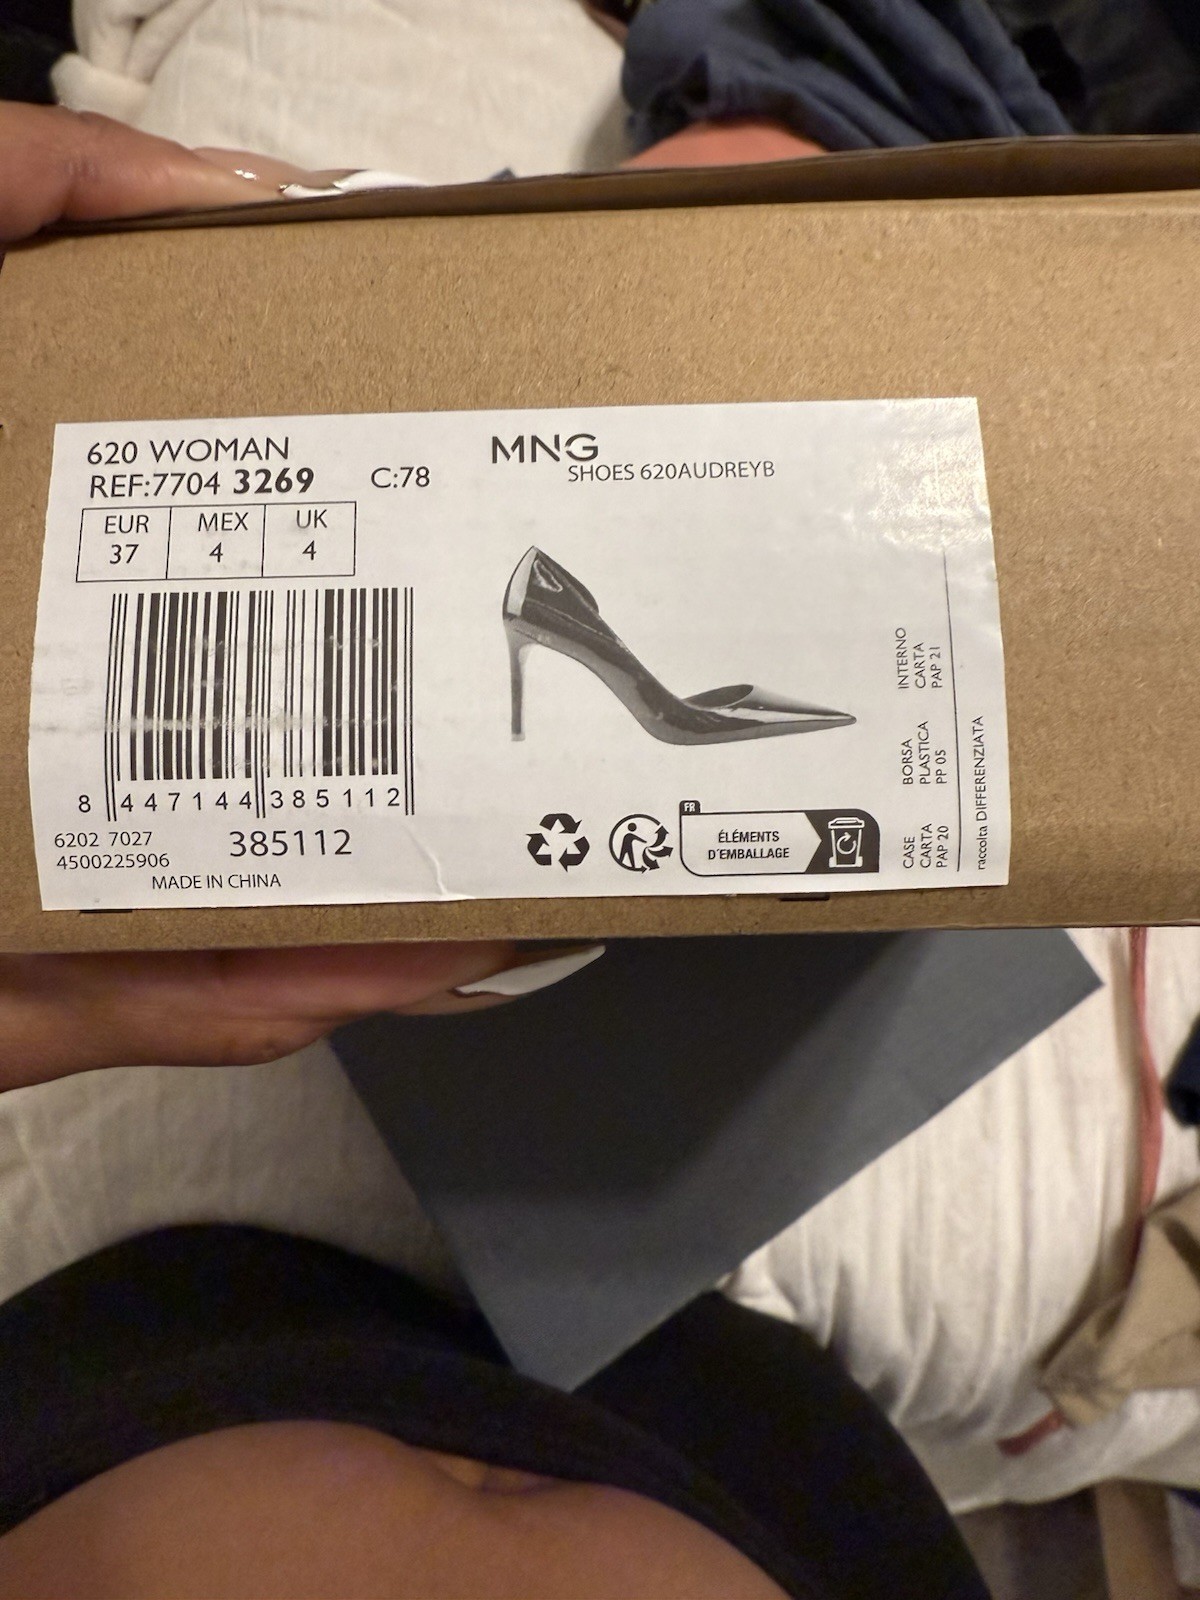 620 WOMAN
REF:7704 3269 C:78
MNG
SHOES 620AUDREYB
EUR MEX UK
37 4 4
8 447144 385112
6202 7027
4500225906
385112
MADE IN CHINA
FR
ÉLÉMENTS
D'EMBALLAGE
CASE
CARTA
PAP 20
BORSA
PLASTICA
PP 05
INTERNO
CARTA
PAP 21
raccolta DIFFERENZIATA